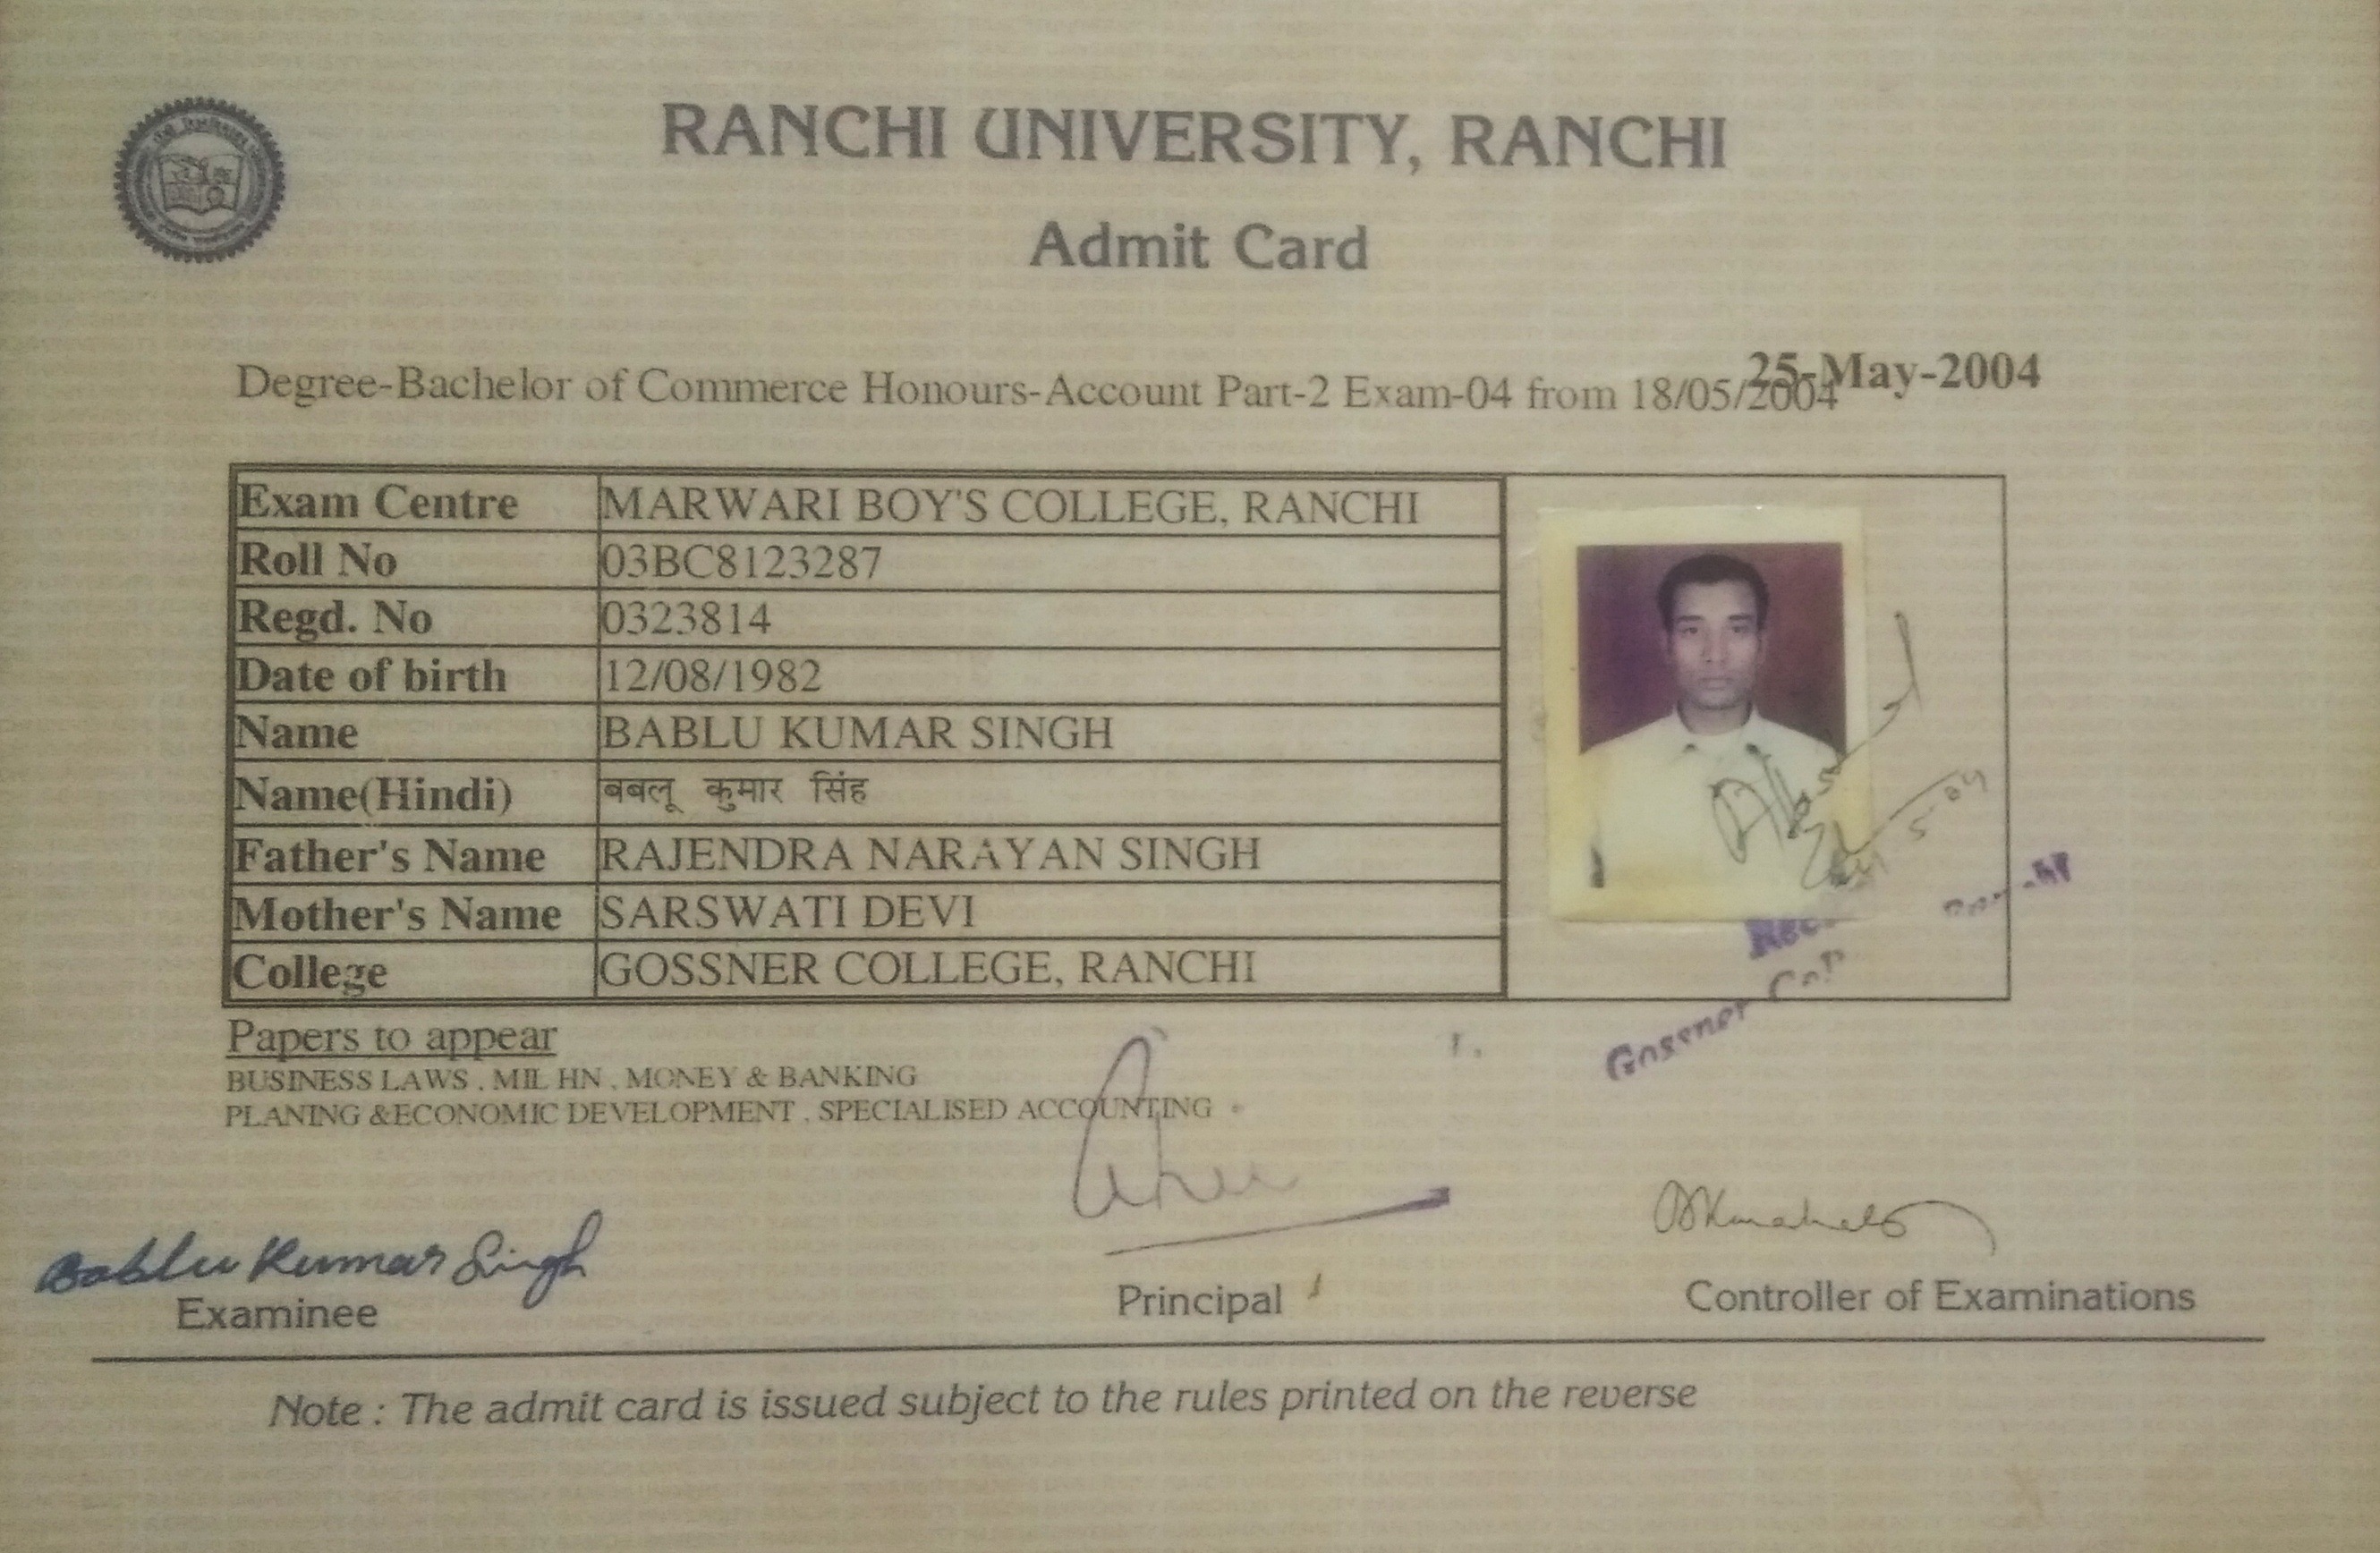 RANCHI UNIVERSITY, RANCHI
Admit Card
25-May-2004
Degree-Bachelor of Commerce Honours-Account Part-2 Exam-04 from 18/05/2004
Exam Centre MARWARI BOY'S COLLEGE, RANCHI
Roll No 03BC8123287
Regd. No 0323814
Date of birth 12/08/1982
Name BABLU KUMAR SINGH
Name(Hindi) बबलू कुमार सिंह
Father's Name RAJENDRA NARAYAN SINGH
Mother's Name SARSWATI DEVI
College GOSSNER COLLEGE, RANCHI
Gossner
Papers to appear
BUSINESS LAWS , MIL HN , MONEY & BANKING
PLANING &ECONOMIC DEVELOPMENT , SPECIALISED ACCOUNTING
Bablu Kumar Singh
Examinee Principal Controller of Examinations
Note : The admit card is issued subject to the rules printed on the reverse